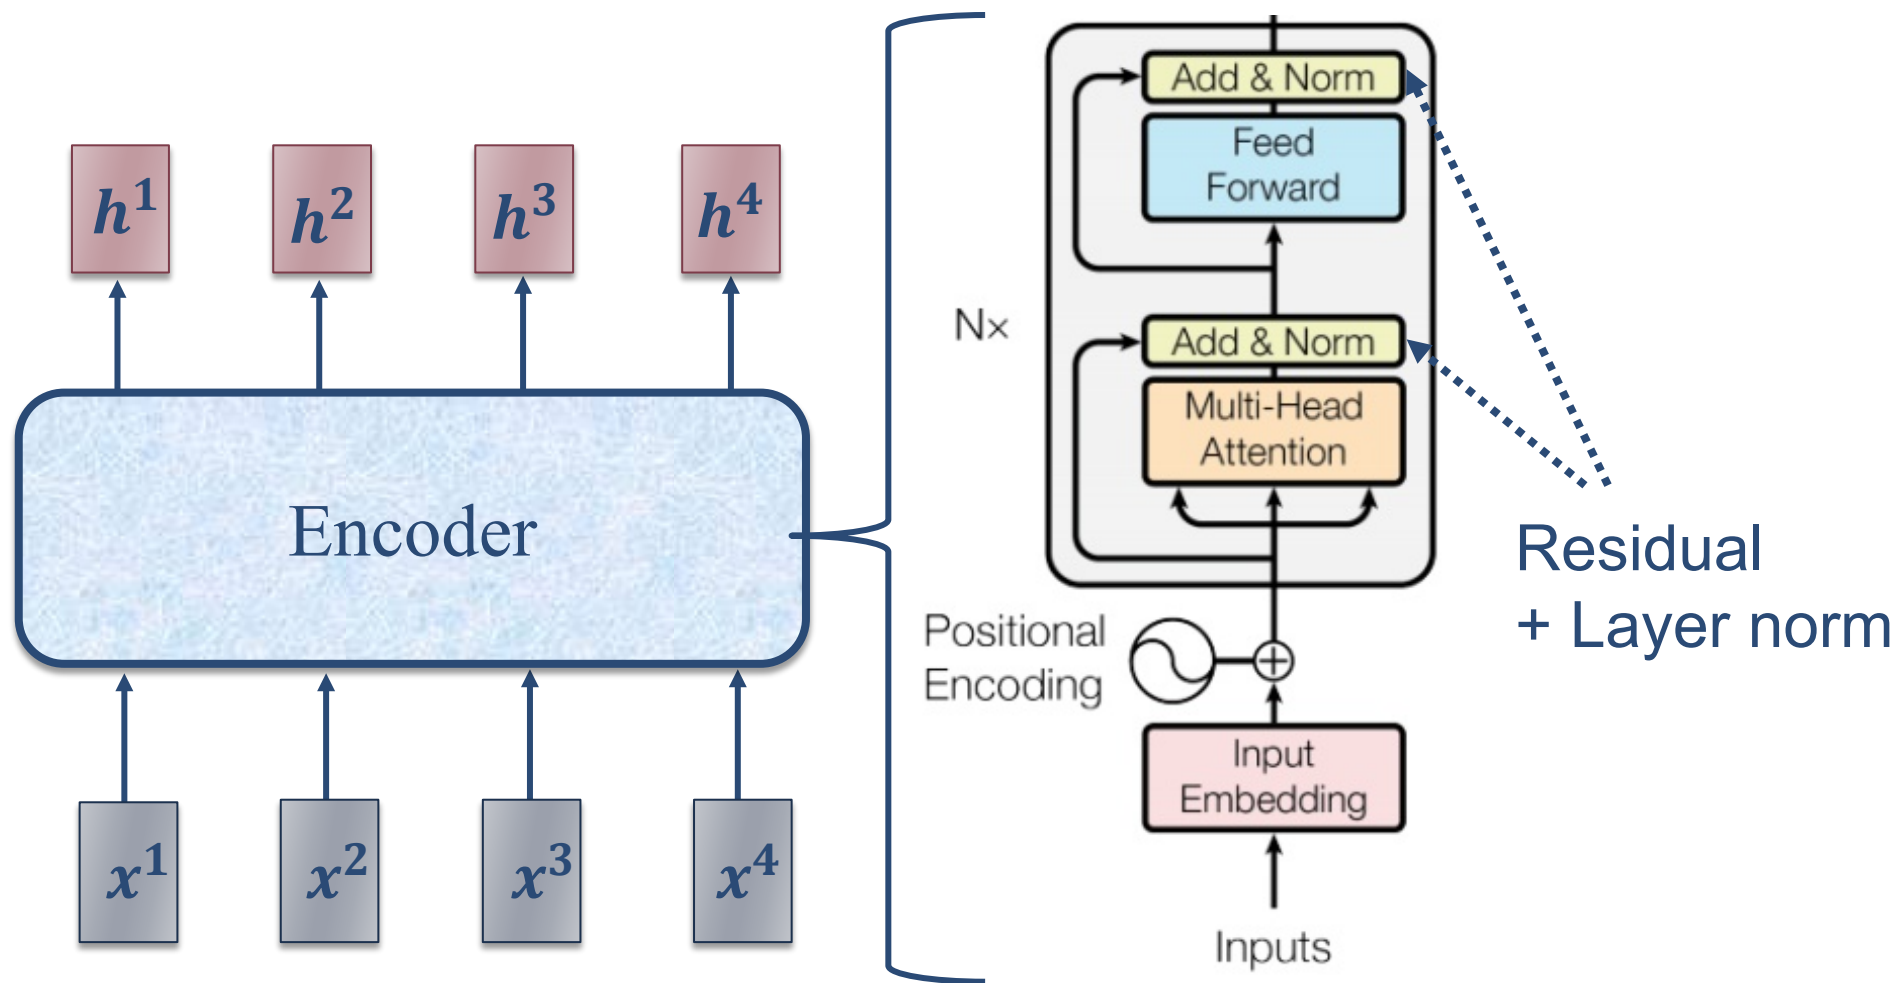 h¹ h² h³ h⁴
Encoder
x¹ x² x³ x⁴
Add & Norm
Feed
Forward
N×
Add & Norm
Multi-Head
Attention
Positional
Encoding
Input
Embedding
Inputs
Residual
+ Layer norm